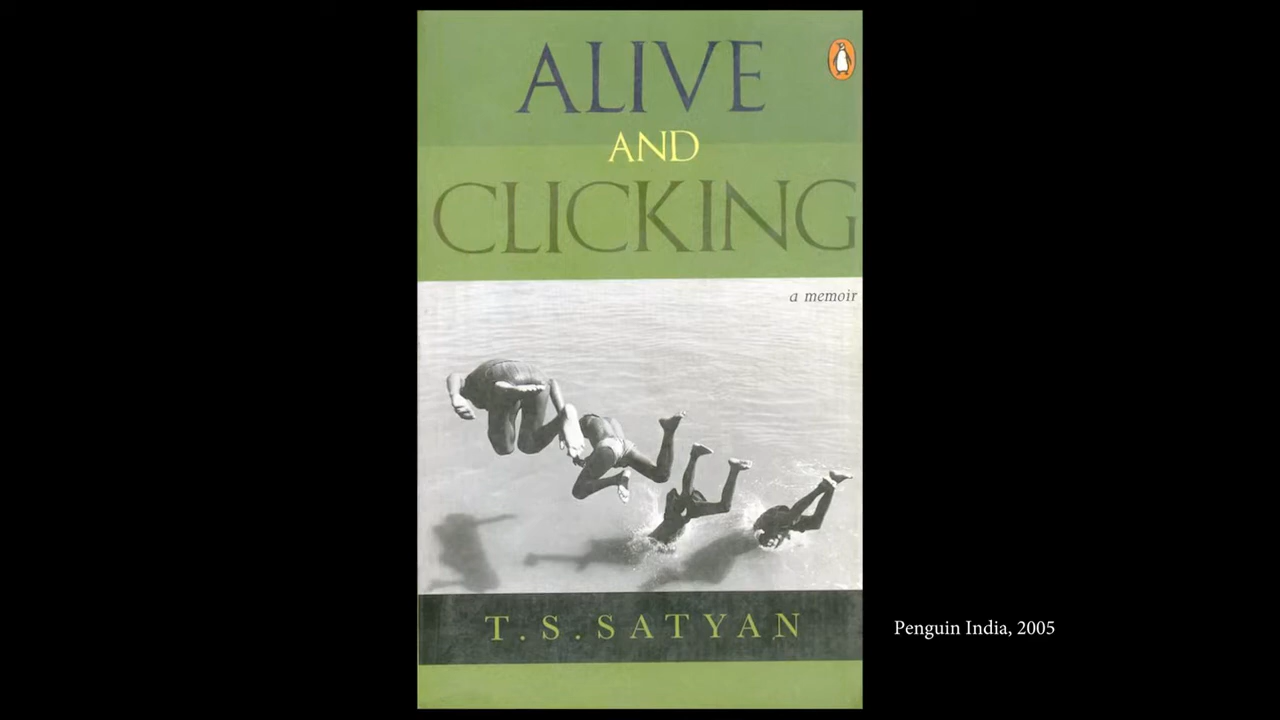 ALIVE
AND
CLICKING
a memoir
T.S.SATYAN
Penguin India, 2005